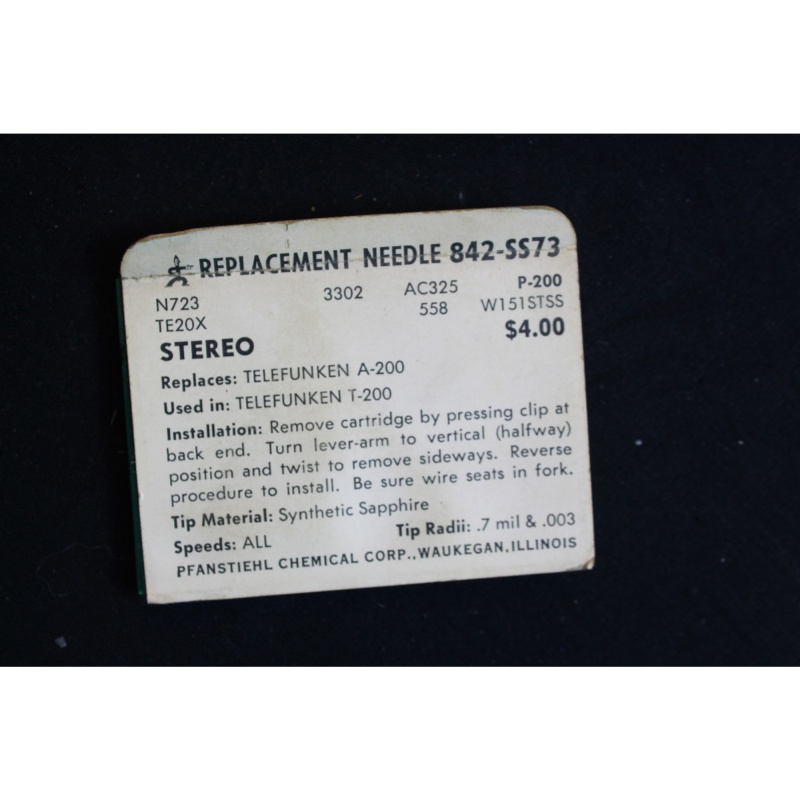 REPLACEMENT NEEDLE 842-SS73
N723 3302 AC325 P-200
TE20X 558 W151STSS
STEREO $4.00
Replaces: TELEFUNKEN A-200
Used in: TELEFUNKEN T-200
Installation: Remove cartridge by pressing clip at
back end. Turn lever-arm to vertical (halfway)
position and twist to remove sideways. Reverse
procedure to install. Be sure wire seats in fork.
Tip Material: Synthetic Sapphire
Speeds: ALL Tip Radii: .7 mil & .003
PFANSTIEHL CHEMICAL CORP., WAUKEGAN, ILLINOIS